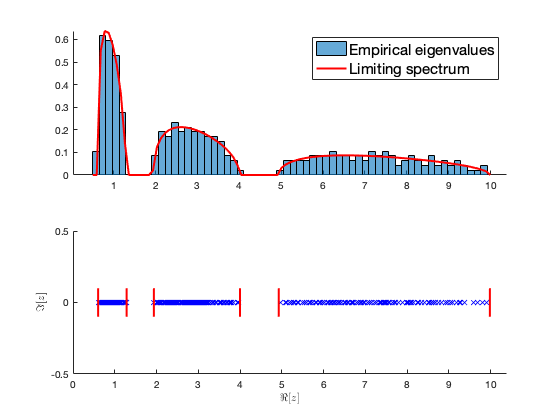 0.6
0.5
0.4
0.3
0.2
0.1
0
1 2 3 4 5 6 7 8 9 10
Empirical eigenvalues
Limiting spectrum
0.5
0
-0.5
ℑ[z]
0 1 2 3 4 5 6 7 8 9 10
ℜ[z]